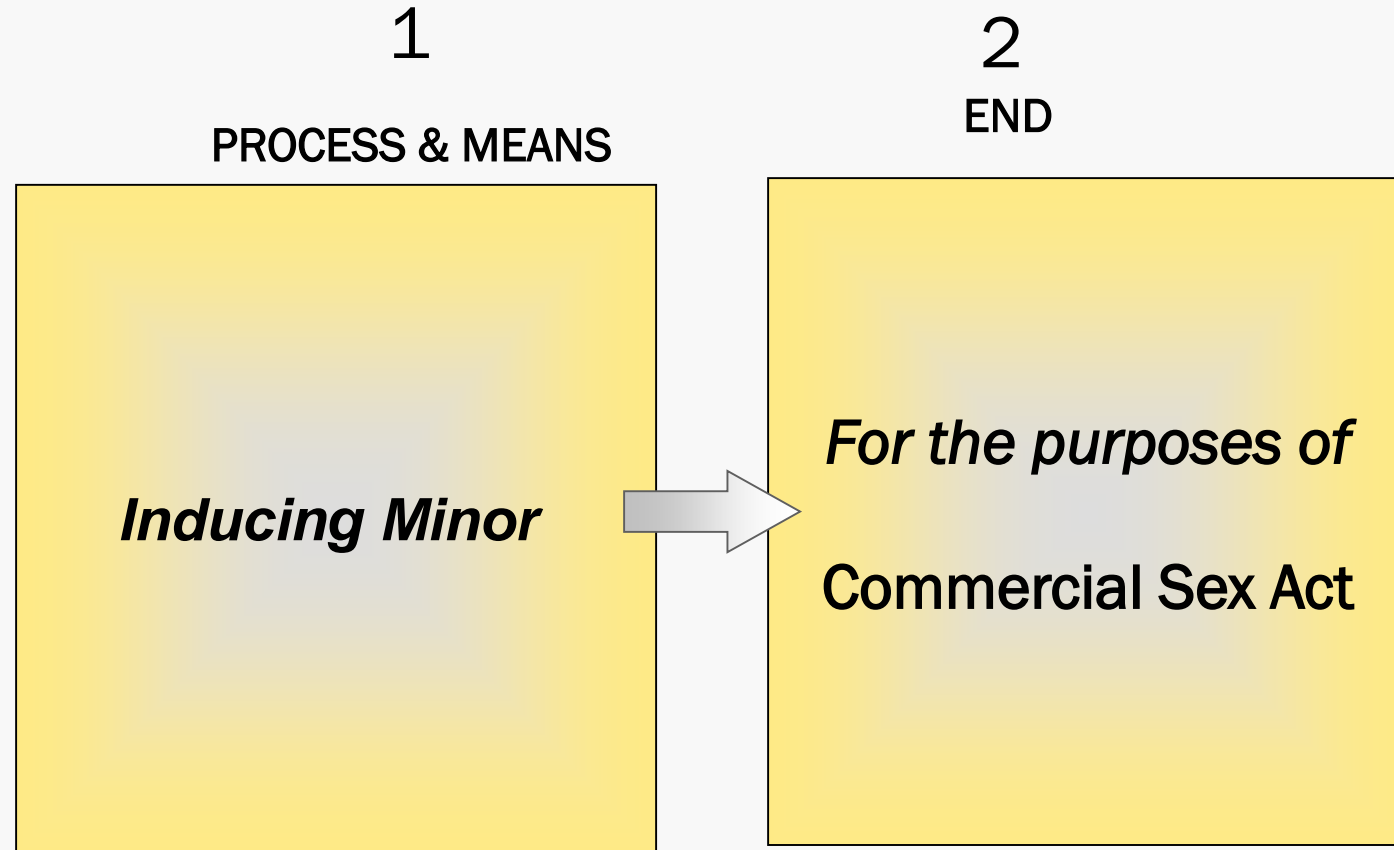 1
PROCESS & MEANS
Inducing Minor
2
END
For the purposes of
Commercial Sex Act